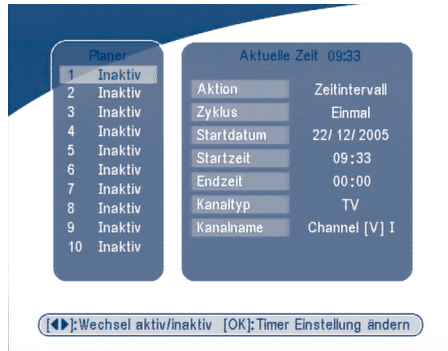 Planer
1 Inaktiv
2 Inaktiv
3 Inaktiv
4 Inaktiv
5 Inaktiv
6 Inaktiv
7 Inaktiv
8 Inaktiv
9 Inaktiv
10 Inaktiv
Aktuelle Zeit 09:33
Aktion Zeitintervall
Zyklus Einmal
Startdatum 22/12/2005
Startzeit 09:33
Endzeit 00:00
Kanaltyp TV
Kanalname Channel [V] I
[◀▶]:Wechsel aktiv/inaktiv [OK]:Timer Einstellung ändern